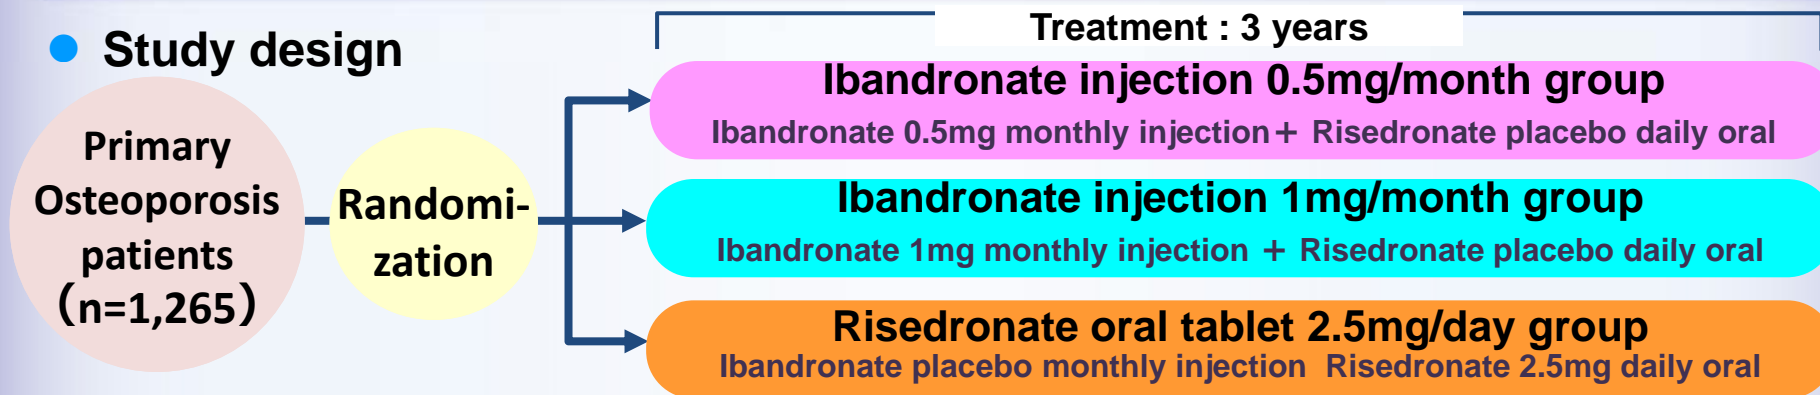 Study design
Treatment : 3 years
Primary
Osteoporosis
patients
(n=1,265)
Randomi-
zation
Ibandronate injection 0.5mg/month group
Ibandronate 0.5mg monthly injection＋ Risedronate placebo daily oral
Ibandronate injection 1mg/month group
Ibandronate 1mg monthly injection ＋ Risedronate placebo daily oral
Risedronate oral tablet 2.5mg/day group
Ibandronate placebo monthly injection Risedronate 2.5mg daily oral